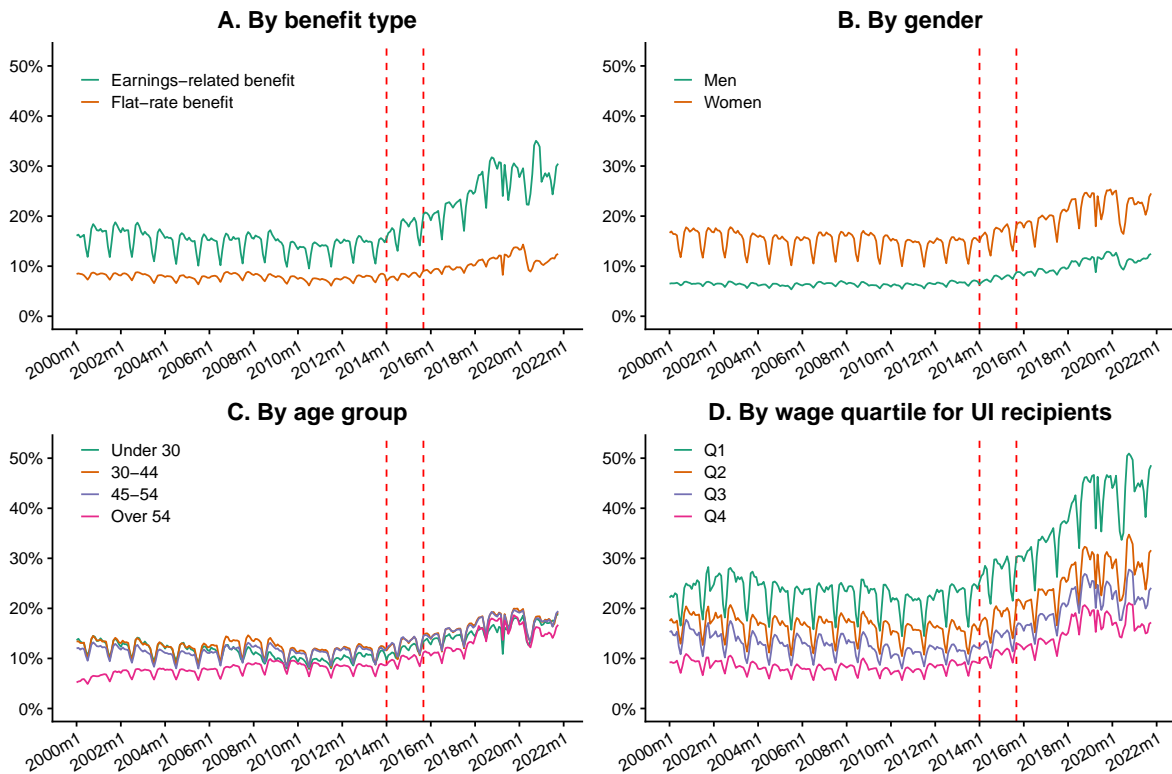 A. By benefit type
50%
40%
30%
20%
10%
0%
Earnings−related benefit
Flat−rate benefit
2000m1
2002m1
2004m1
2006m1
2008m1
2010m1
2012m1
2014m1
2016m1
2018m1
2020m1
2022m1
B. By gender
50%
40%
30%
20%
10%
0%
Men
Women
2000m1
2002m1
2004m1
2006m1
2008m1
2010m1
2012m1
2014m1
2016m1
2018m1
2020m1
2022m1
C. By age group
50%
40%
30%
20%
10%
0%
Under 30
30−44
45−54
Over 54
2000m1
2002m1
2004m1
2006m1
2008m1
2010m1
2012m1
2014m1
2016m1
2018m1
2020m1
2022m1
D. By wage quartile for UI recipients
50%
40%
30%
20%
10%
0%
Q1
Q2
Q3
Q4
2000m1
2002m1
2004m1
2006m1
2008m1
2010m1
2012m1
2014m1
2016m1
2018m1
2020m1
2022m1